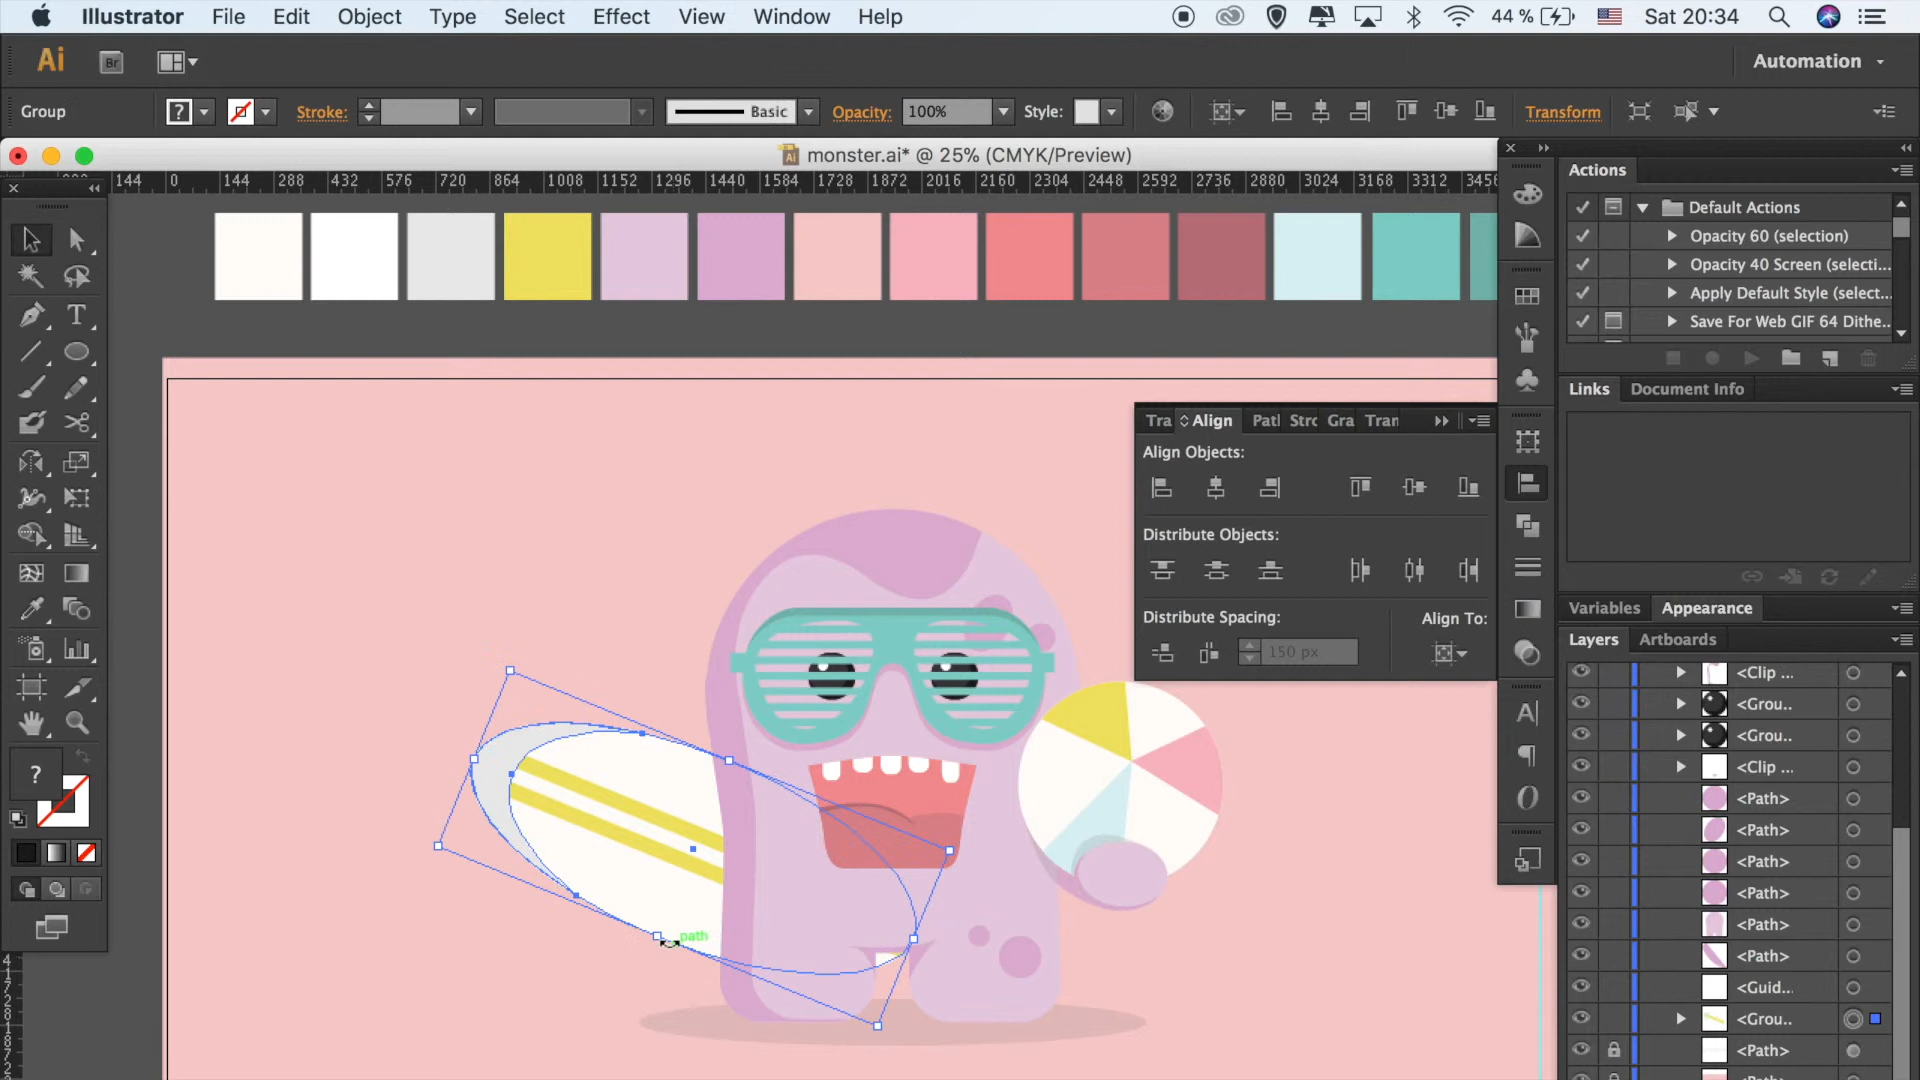 Illustrator File Edit Object Type Select Effect View Window Help 44 % Sat 20:34
Ai Br Automation
Group ? Stroke: Basic Opacity: 100% Style: Transform
monster.ai* @ 25% (CMYK/Preview)
144 0 144 288 432 576 720 864 1008 1152 1296 1440 1584 1728 1872 2016 2160 2304 2448 2592 2736 2880 3024 3168 3312 3456
Actions
Default Actions
Opacity 60 (selection)
Opacity 40 Screen (selecti...
Apply Default Style (select...
Save For Web GIF 64 Dithe...
Links Document Info
Tra Align Path Stro Gra Tran
Align Objects:
Distribute Objects:
Distribute Spacing: Align To:
150 px
Variables Appearance
Layers Artboards
<Clip ...
<Grou..
<Grou..
<Clip ...
<Path>
<Path>
<Path>
<Path>
<Path>
<Path>
<Guid...
<Grou..
<Path>
path
?